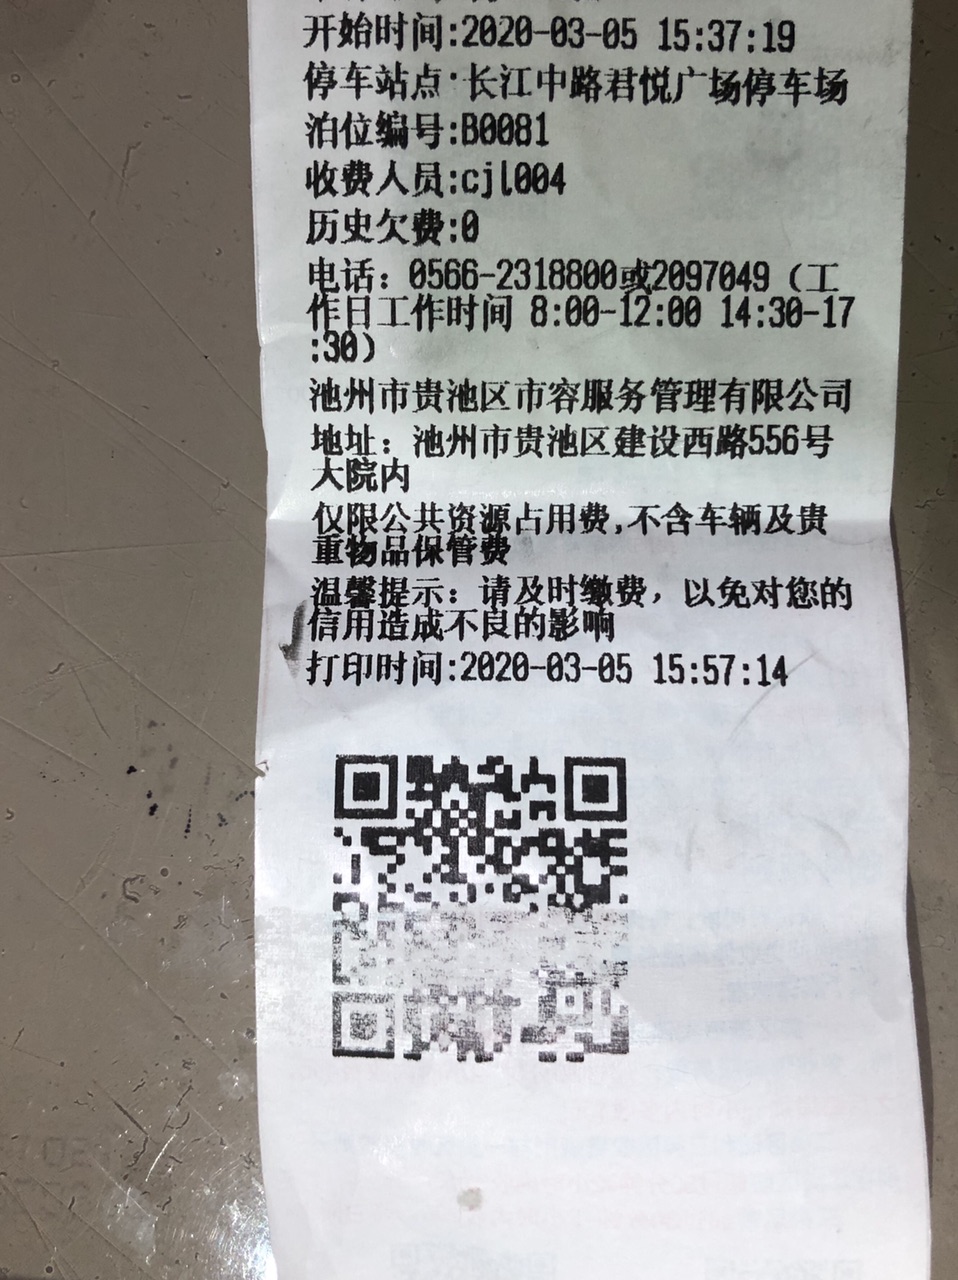 开始时间:2020-03-05 15:37:19
停车站点:长江中路君悦广场停车场
泊位编号:B0081
收费人员:cjl004
历史欠费:0
电话：0566-2318800或2097049（工
作日工作时间 8:00-12:00 14:30-17
:30）
池州市贵池区市容服务管理有限公司
地址：池州市贵池区建设西路556号
大院内
仅限公共资源占用费,不含车辆及贵
重物品保管费
温馨提示：请及时缴费，以免对您的
信用造成不良的影响
打印时间:2020-03-05 15:57:14